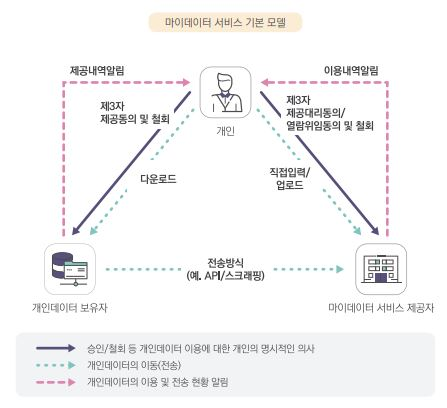 마이데이터 서비스 기본 모델
제공내역알림
이용내역알림
제3자
제공동의 및 철회
개인
제3자
제공대리동의/
열람위임동의 및 철회
다운로드
직접입력/
업로드
전송방식
(예. API/스크래핑)
개인데이터 보유자
마이데이터 서비스 제공자
승인/철회 등 개인데이터 이용에 대한 개인의 명시적인 의사
개인데이터의 이동(전송)
개인데이터의 이용 및 전송 현황 알림